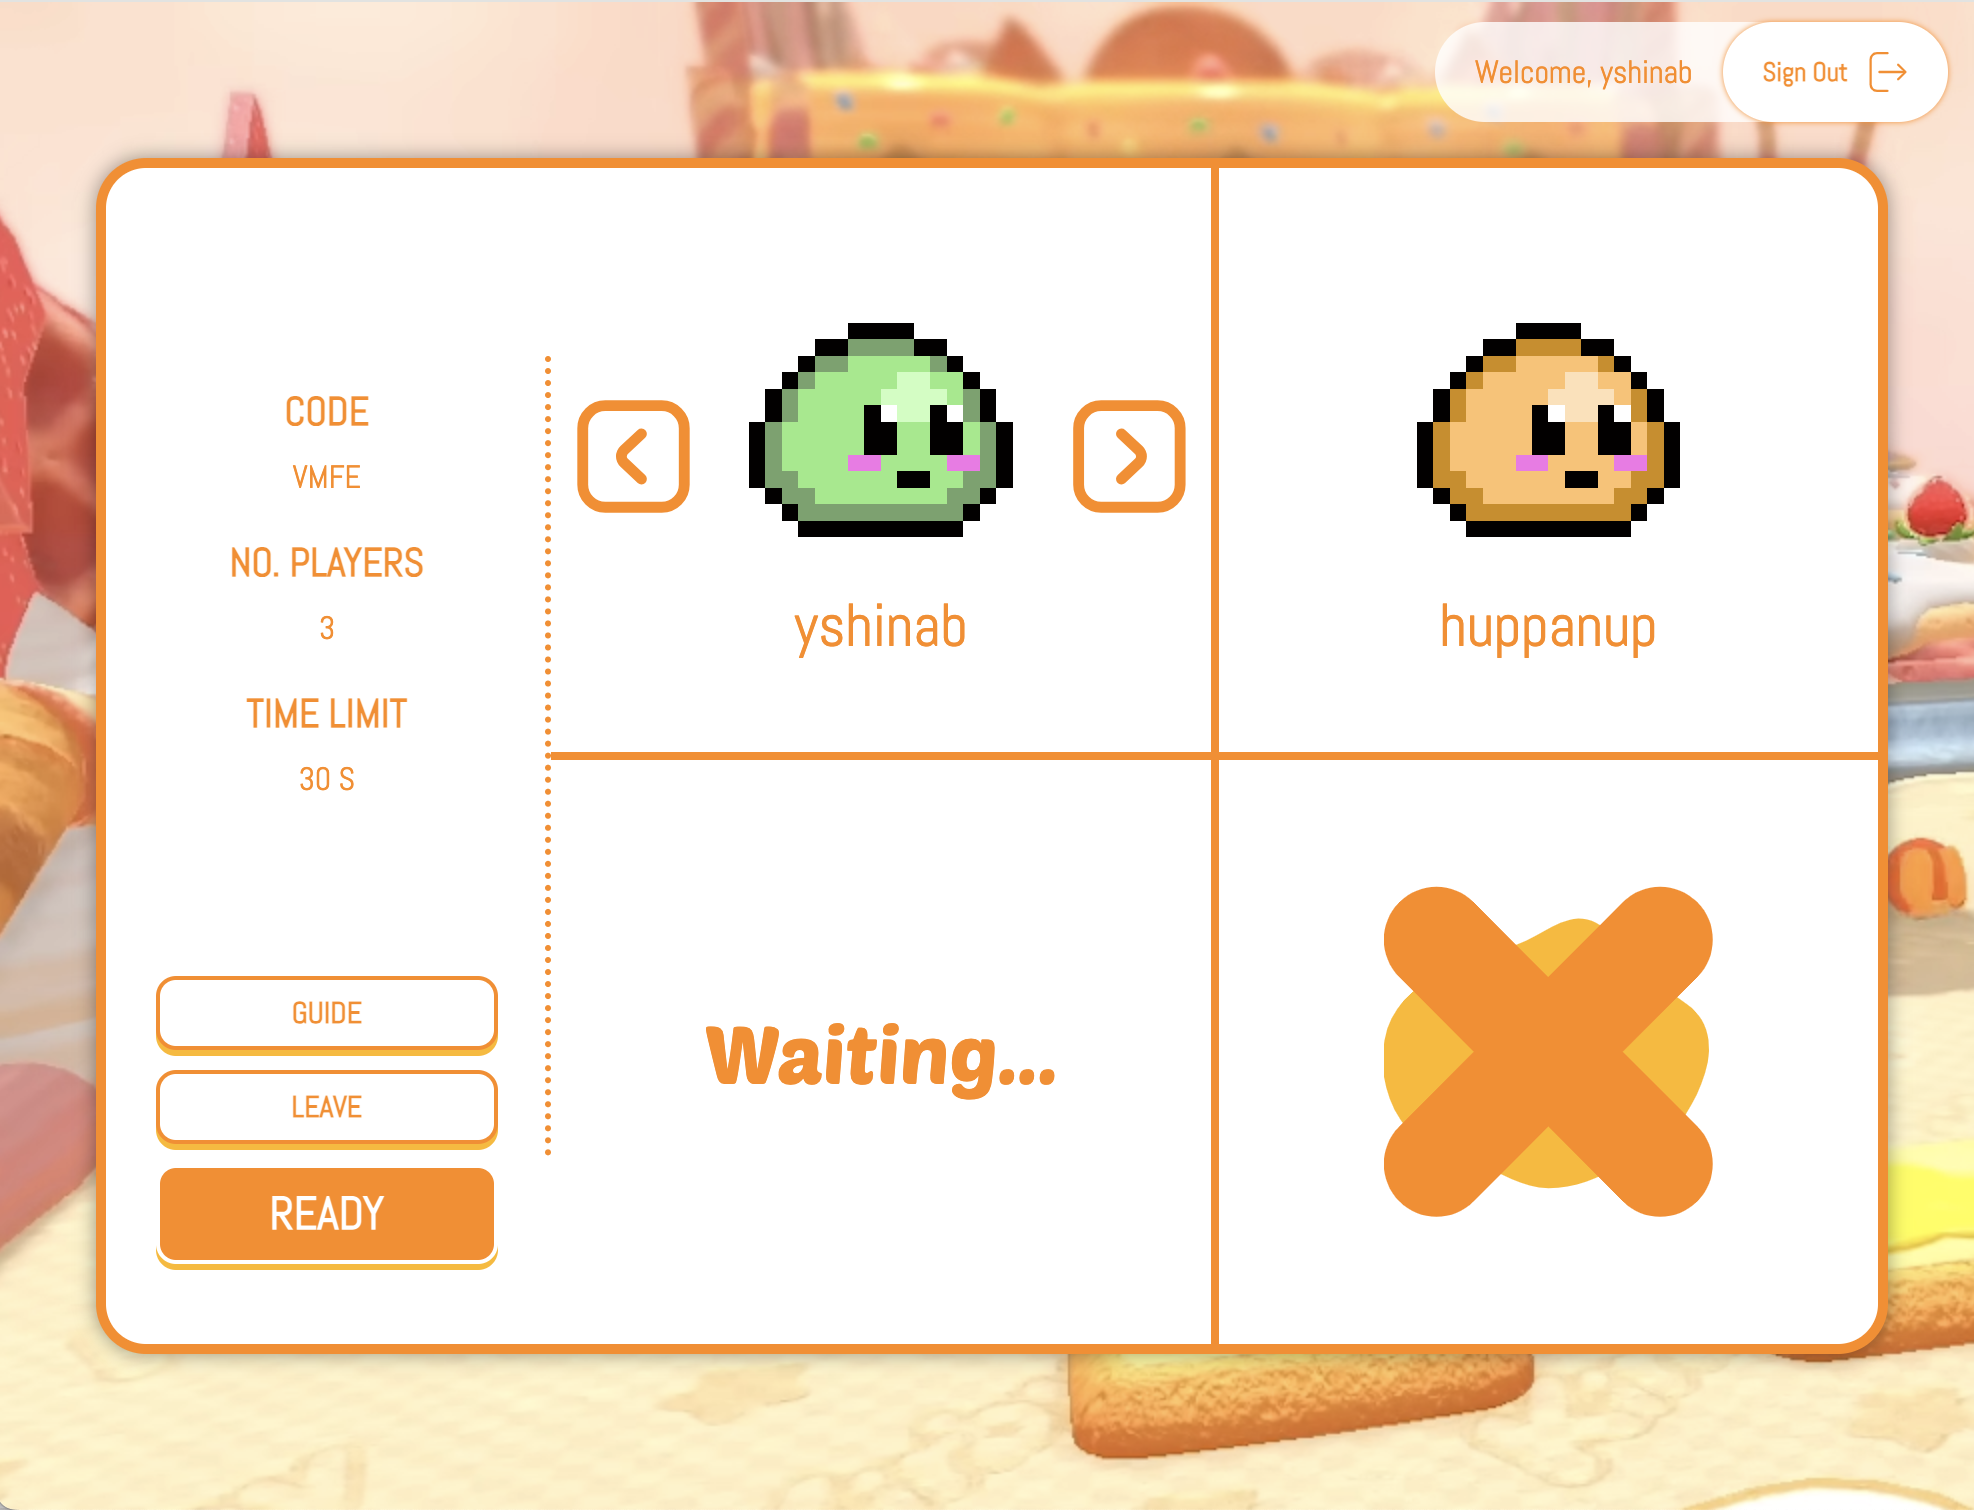 Welcome, yshinab
Sign Out
CODE
VMFE
NO. PLAYERS
3
TIME LIMIT
30 S
GUIDE
LEAVE
READY
yshinab
huppanup
Waiting...